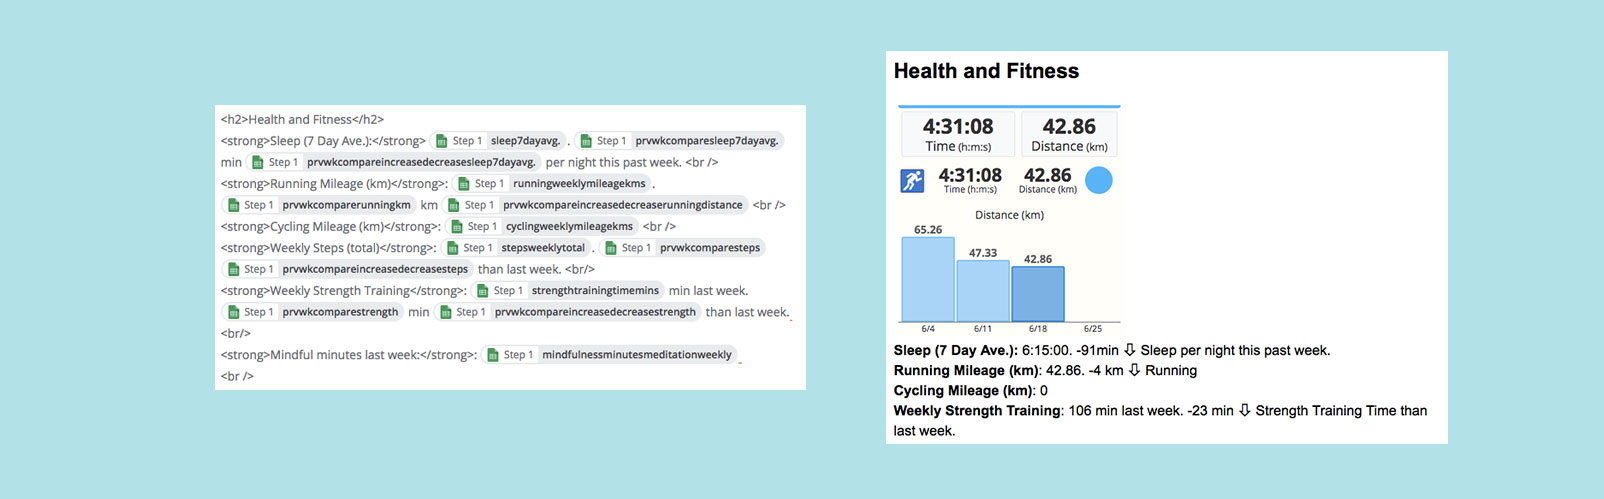 <h2>Health and Fitness</h2>
<strong>Sleep (7 Day Ave.):</strong> Step 1 sleep7dayavg. . Step 1 prvwkcomparesleep7dayavg.
min Step 1 prvwkcompareincreasedecreasesleep7dayavg. per night this past week. <br />
<strong>Running Mileage (km)</strong>: Step 1 runningweeklymileagekms .
Step 1 prvwkcomparerunningkm km Step 1 prvwkcompareincreasedecreaserunningdistance <br />
<strong>Cycling Mileage (km)</strong>: Step 1 cyclingweeklymileagekms <br />
<strong>Weekly Steps (total)</strong>: Step 1 stepsweeklytotal . Step 1 prvwkcomparesteps
Step 1 prvwkcompareincreasedecreasesteps than last week. <br/>
<strong>Weekly Strength Training</strong>: Step 1 strengthtrainingtimemins min last week.
Step 1 prvwkcomparestrength min Step 1 prvwkcompareincreasedecreasestrength than last week.
<br/>
<strong>Mindful minutes last week:</strong>: Step 1 mindfulnessminutesmeditationweekly
<br />
Health and Fitness
4:31:08 42.86
Time (h:m:s) Distance (km)
4:31:08 42.86
Time (h:m:s) Distance (km)
Distance (km)
65.26
47.33
42.86
6/4 6/11 6/18 6/25
Sleep (7 Day Ave.): 6:15:00. -91min ⇩ Sleep per night this past week.
Running Mileage (km): 42.86. -4 km ⇩ Running
Cycling Mileage (km): 0
Weekly Strength Training: 106 min last week. -23 min ⇩ Strength Training Time than
last week.